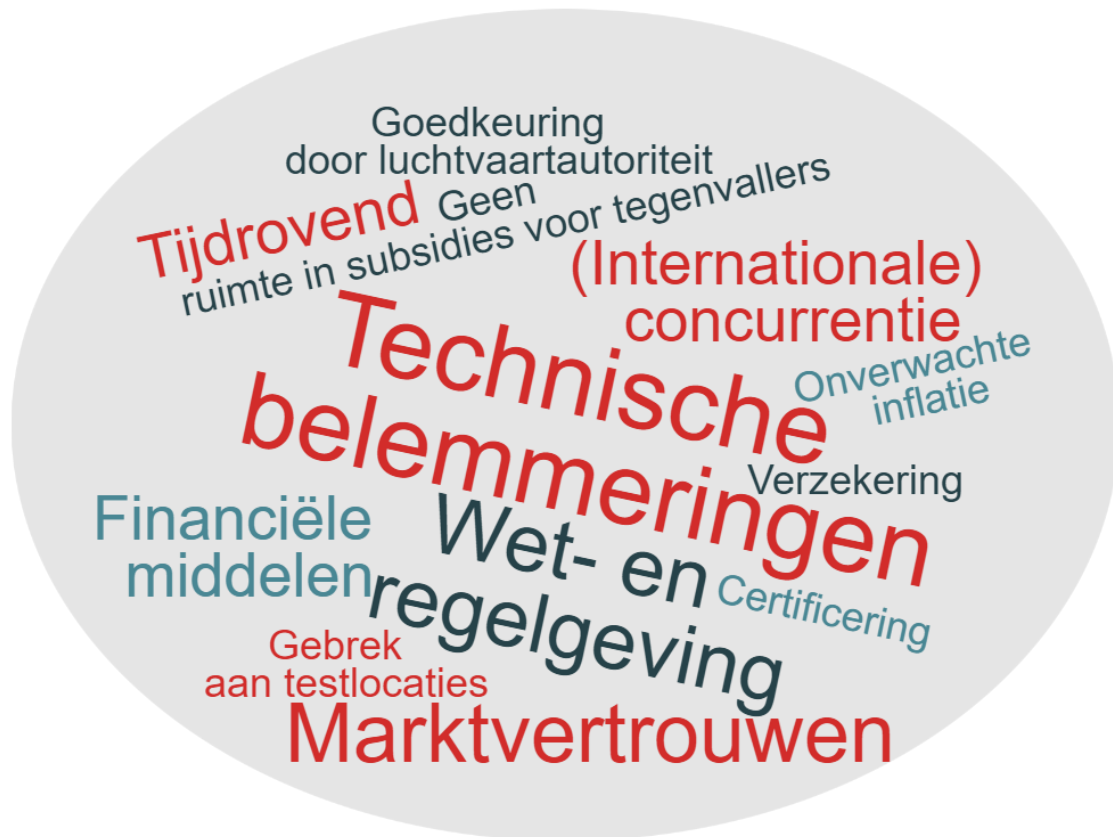 Goedkeuring
door luchtvaartautoriteit
Tijdrovend
Geen
ruimte in subsidies voor tegenvallers
(Internationale)
concurrentie
Technische
belemmeringen
Onverwachte
inflatie
Verzekering
Financiële
middelen
Wet- en
regelgeving
Certificering
Gebrek
aan testlocaties
Marktvertrouwen